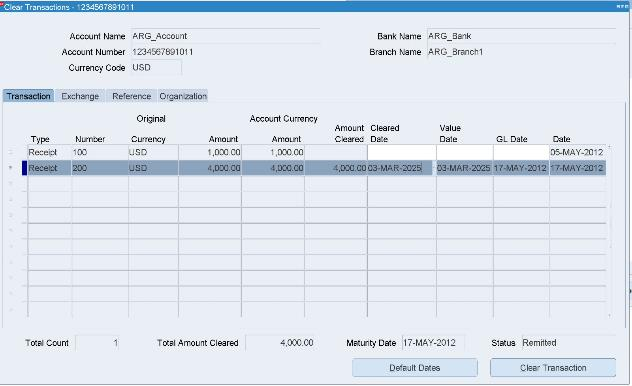 Clear Transactions - 1234567891011
Account Name ARG_Account Bank Name ARG_Bank
Account Number 1234567891011 Branch Name ARG_Branch1
Currency Code USD
Transaction Exchange Reference Organization
Original Account Currency
Amount Cleared Value
Type Number Currency Amount Amount Cleared Date Date GL Date Date
Receipt 100 USD 1,000.00 1,000.00 05-MAY-2012
Receipt 200 USD 4,000.00 4,000.00 4,000.00 03-MAR-2025 03-MAR-2025 17-MAY-2012 17-MAY-2012
Total Count 1 Total Amount Cleared 4,000.00 Maturity Date 17-MAY-2012 Status Remitted
Default Dates Clear Transaction